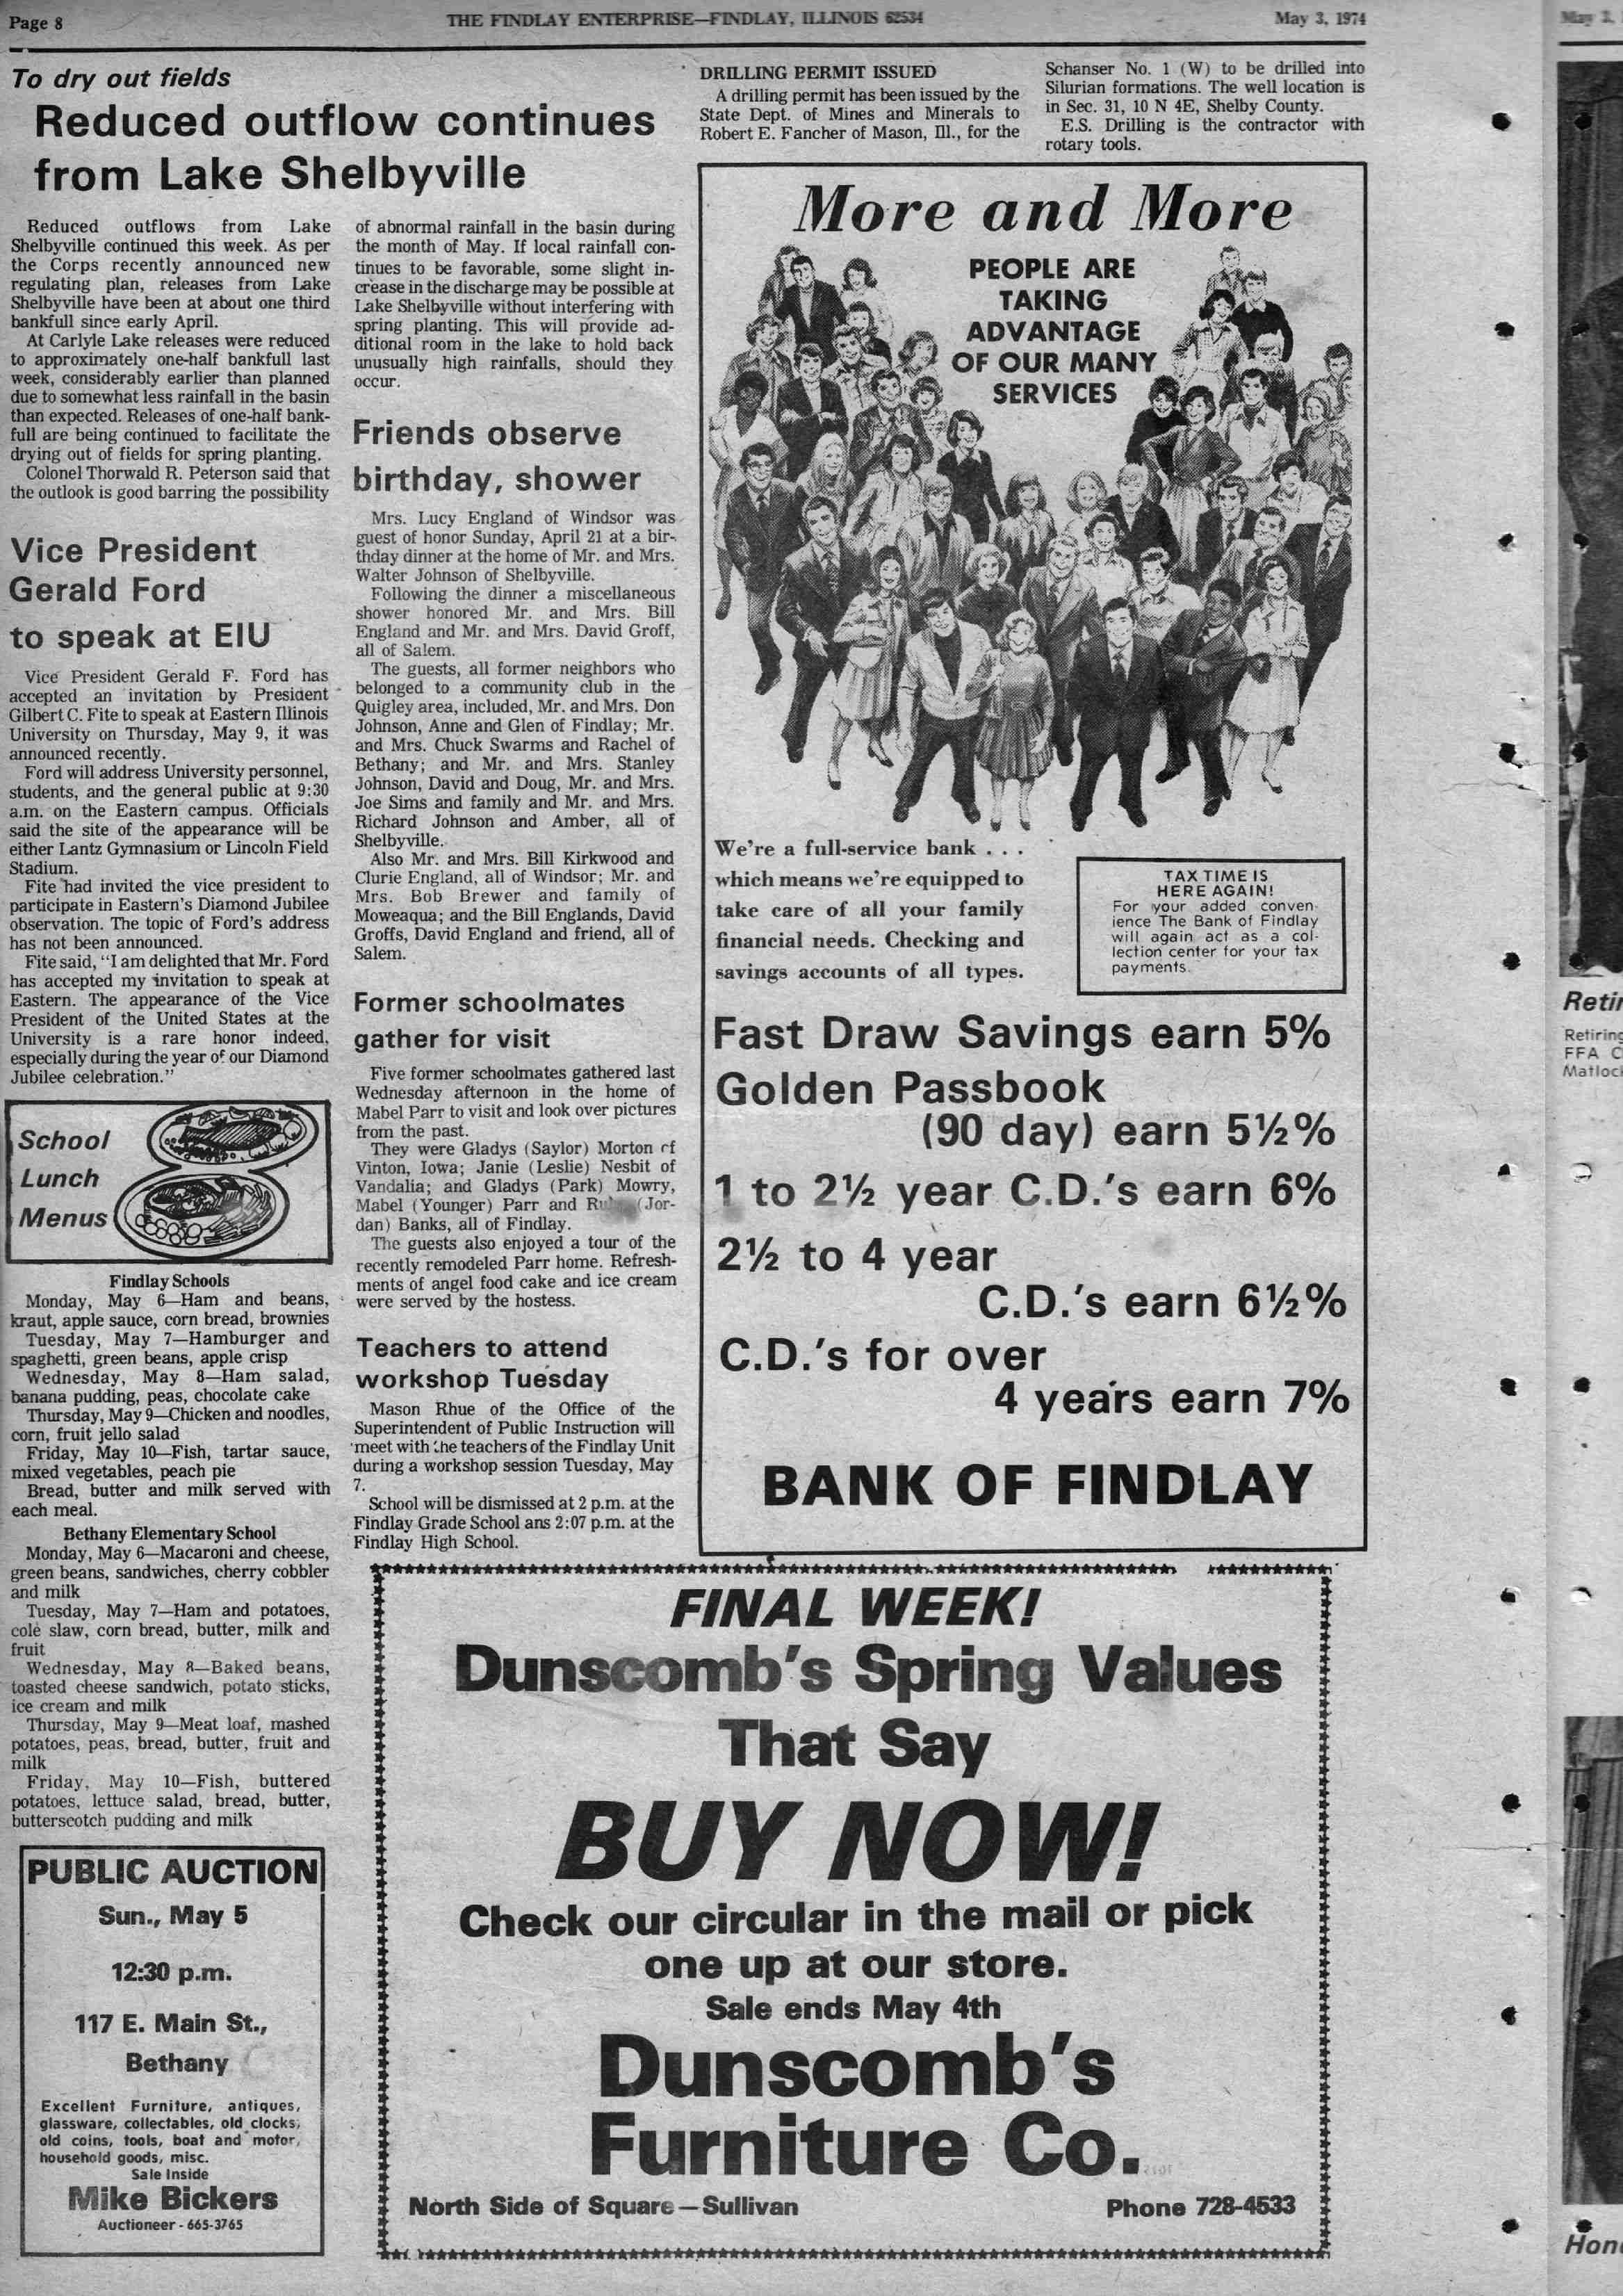 Page 8
THE FINDLAY ENTERPRISE—FINDLAY, ILLINOIS 62534
May 3, 1974
To dry out fields
Reduced outflow continues
from Lake Shelbyville
Reduced outflows from Lake
Shelbyville continued this week. As per
the Corps recently announced new
regulating plan, releases from Lake
Shelbyville have been at about one third
bankfull since early April.
At Carlyle Lake releases were reduced
to approximately one-half bankfull last
week, considerably earlier than planned
due to somewhat less rainfall in the basin
than expected. Releases of one-half bank-
full are being continued to facilitate the
drying out of fields for spring planting.
Colonel Thorwald R. Peterson said that
the outlook is good barring the possibility
of abnormal rainfall in the basin during
the month of May. If local rainfall con-
tinues to be favorable, some slight in-
crease in the discharge may be possible at
Lake Shelbyville without interfering with
spring planting. This will provide ad-
ditional room in the lake to hold back
unusually high rainfalls, should they
occur.
Vice President
Gerald Ford
to speak at EIU
Vice President Gerald F. Ford has
accepted an invitation by President
Gilbert C. Fite to speak at Eastern Illinois
University on Thursday, May 9, it was
announced recently.
Ford will address University personnel,
students, and the general public at 9:30
a.m. on the Eastern campus. Officials
said the site of the appearance will be
either Lantz Gymnasium or Lincoln Field
Stadium.
Fite had invited the vice president to
participate in Eastern's Diamond Jubilee
observation. The topic of Ford's address
has not been announced.
Fite said, "I am delighted that Mr. Ford
has accepted my invitation to speak at
Eastern. The appearance of the Vice
President of the United States at the
University is a rare honor indeed,
especially during the year of our Diamond
Jubilee celebration."
School
Lunch
Menus
Findlay Schools
Monday, May 6—Ham and beans,
kraut, apple sauce, corn bread, brownies
Tuesday, May 7—Hamburger and
spaghetti, green beans, apple crisp
Wednesday, May 8—Ham salad,
banana pudding, peas, chocolate cake
Thursday, May 9—Chicken and noodles,
corn, fruit jello salad
Friday, May 10—Fish, tartar sauce,
mixed vegetables, peach pie
Bread, butter and milk served with
each meal.
Bethany Elementary School
Monday, May 6—Macaroni and cheese,
green beans, sandwiches, cherry cobbler
and milk
Tuesday, May 7—Ham and potatoes,
cole slaw, corn bread, butter, milk and
fruit
Wednesday, May 8—Baked beans,
toasted cheese sandwich, potato sticks,
ice cream and milk
Thursday, May 9—Meat loaf, mashed
potatoes, peas, bread, butter, fruit and
milk
Friday, May 10—Fish, buttered
potatoes, lettuce salad, bread, butter,
butterscotch pudding and milk
PUBLIC AUCTION
Sun., May 5
12:30 p.m.
117 E. Main St.,
Bethany
Excellent Furniture, antiques,
glassware, collectables, old clocks,
old coins, tools, boat and motor,
household goods, misc.
Sale Inside
Mike Bickers
Auctioneer - 665-3765
Friends observe
birthday, shower
Mrs. Lucy England of Windsor was
guest of honor Sunday, April 21 at a bir-
thday dinner at the home of Mr. and Mrs.
Walter Johnson of Shelbyville.
Following the dinner a miscellaneous
shower honored Mr. and Mrs. Bill
England and Mr. and Mrs. David Groff,
all of Salem.
The guests, all former neighbors who
belonged to a community club in the
Quigley area, included, Mr. and Mrs. Don
Johnson, Anne and Glen of Findlay; Mr.
and Mrs. Chuck Swarms and Rachel of
Bethany; and Mr. and Mrs. Stanley
Johnson, David and Doug, Mr. and Mrs.
Joe Sims and family and Mr. and Mrs.
Richard Johnson and Amber, all of
Shelbyville.
Also Mr. and Mrs. Bill Kirkwood and
Clurie England, all of Windsor; Mr. and
Mrs. Bob Brewer and family of
Moweaqua; and the Bill Englands, David
Groffs, David England and friend, all of
Salem.
Former schoolmates
gather for visit
Five former schoolmates gathered last
Wednesday afternoon in the home of
Mabel Parr to visit and look over pictures
from the past.
They were Gladys (Saylor) Morton of
Vinton, Iowa; Janie (Leslie) Nesbit of
Vandalia; and Gladys (Park) Mowry,
Mabel (Younger) Parr and (Jor-
dan) Banks, all of Findlay.
The guests also enjoyed a tour of the
recently remodeled Parr home. Refresh-
ments of angel food cake and ice cream
were served by the hostess.
Teachers to attend
workshop Tuesday
Mason Rhue of the Office of the
Superintendent of Public Instruction will
meet with the teachers of the Findlay Unit
during a workshop session Tuesday, May
7.
School will be dismissed at 2 p.m. at the
Findlay Grade School ans 2:07 p.m. at the
Findlay High School.
DRILLING PERMIT ISSUED
A drilling permit has been issued by the
State Dept. of Mines and Minerals to
Robert E. Fancher of Mason, Ill., for the
Schanser No. 1 (W) to be drilled into
Silurian formations. The well location is
in Sec. 31, 10 N 4E, Shelby County.
E.S. Drilling is the contractor with
rotary tools.
More and More
PEOPLE ARE
TAKING
ADVANTAGE
OF OUR MANY
SERVICES
We're a full-service bank . . .
which means we're equipped to
take care of all your family
financial needs. Checking and
savings accounts of all types.
TAX TIME IS
HERE AGAIN!
For your added conven-
ience The Bank of Findlay
will again act as a col-
lection center for your tax
payments.
Fast Draw Savings earn 5%
Golden Passbook
(90 day) earn 5½%
1 to 2½ year C.D.'s earn 6%
2½ to 4 year
C.D.'s earn 6½%
C.D.'s for over
4 years earn 7%
BANK OF FINDLAY
FINAL WEEK!
Dunscomb's Spring Values
That Say
BUY NOW!
Check our circular in the mail or pick
one up at our store.
Sale ends May 4th
Dunscomb's
Furniture Co.
North Side of Square — Sullivan
Phone 728-4533
May 3,
Retir
Retiring
FFA C
Matloc
Hon